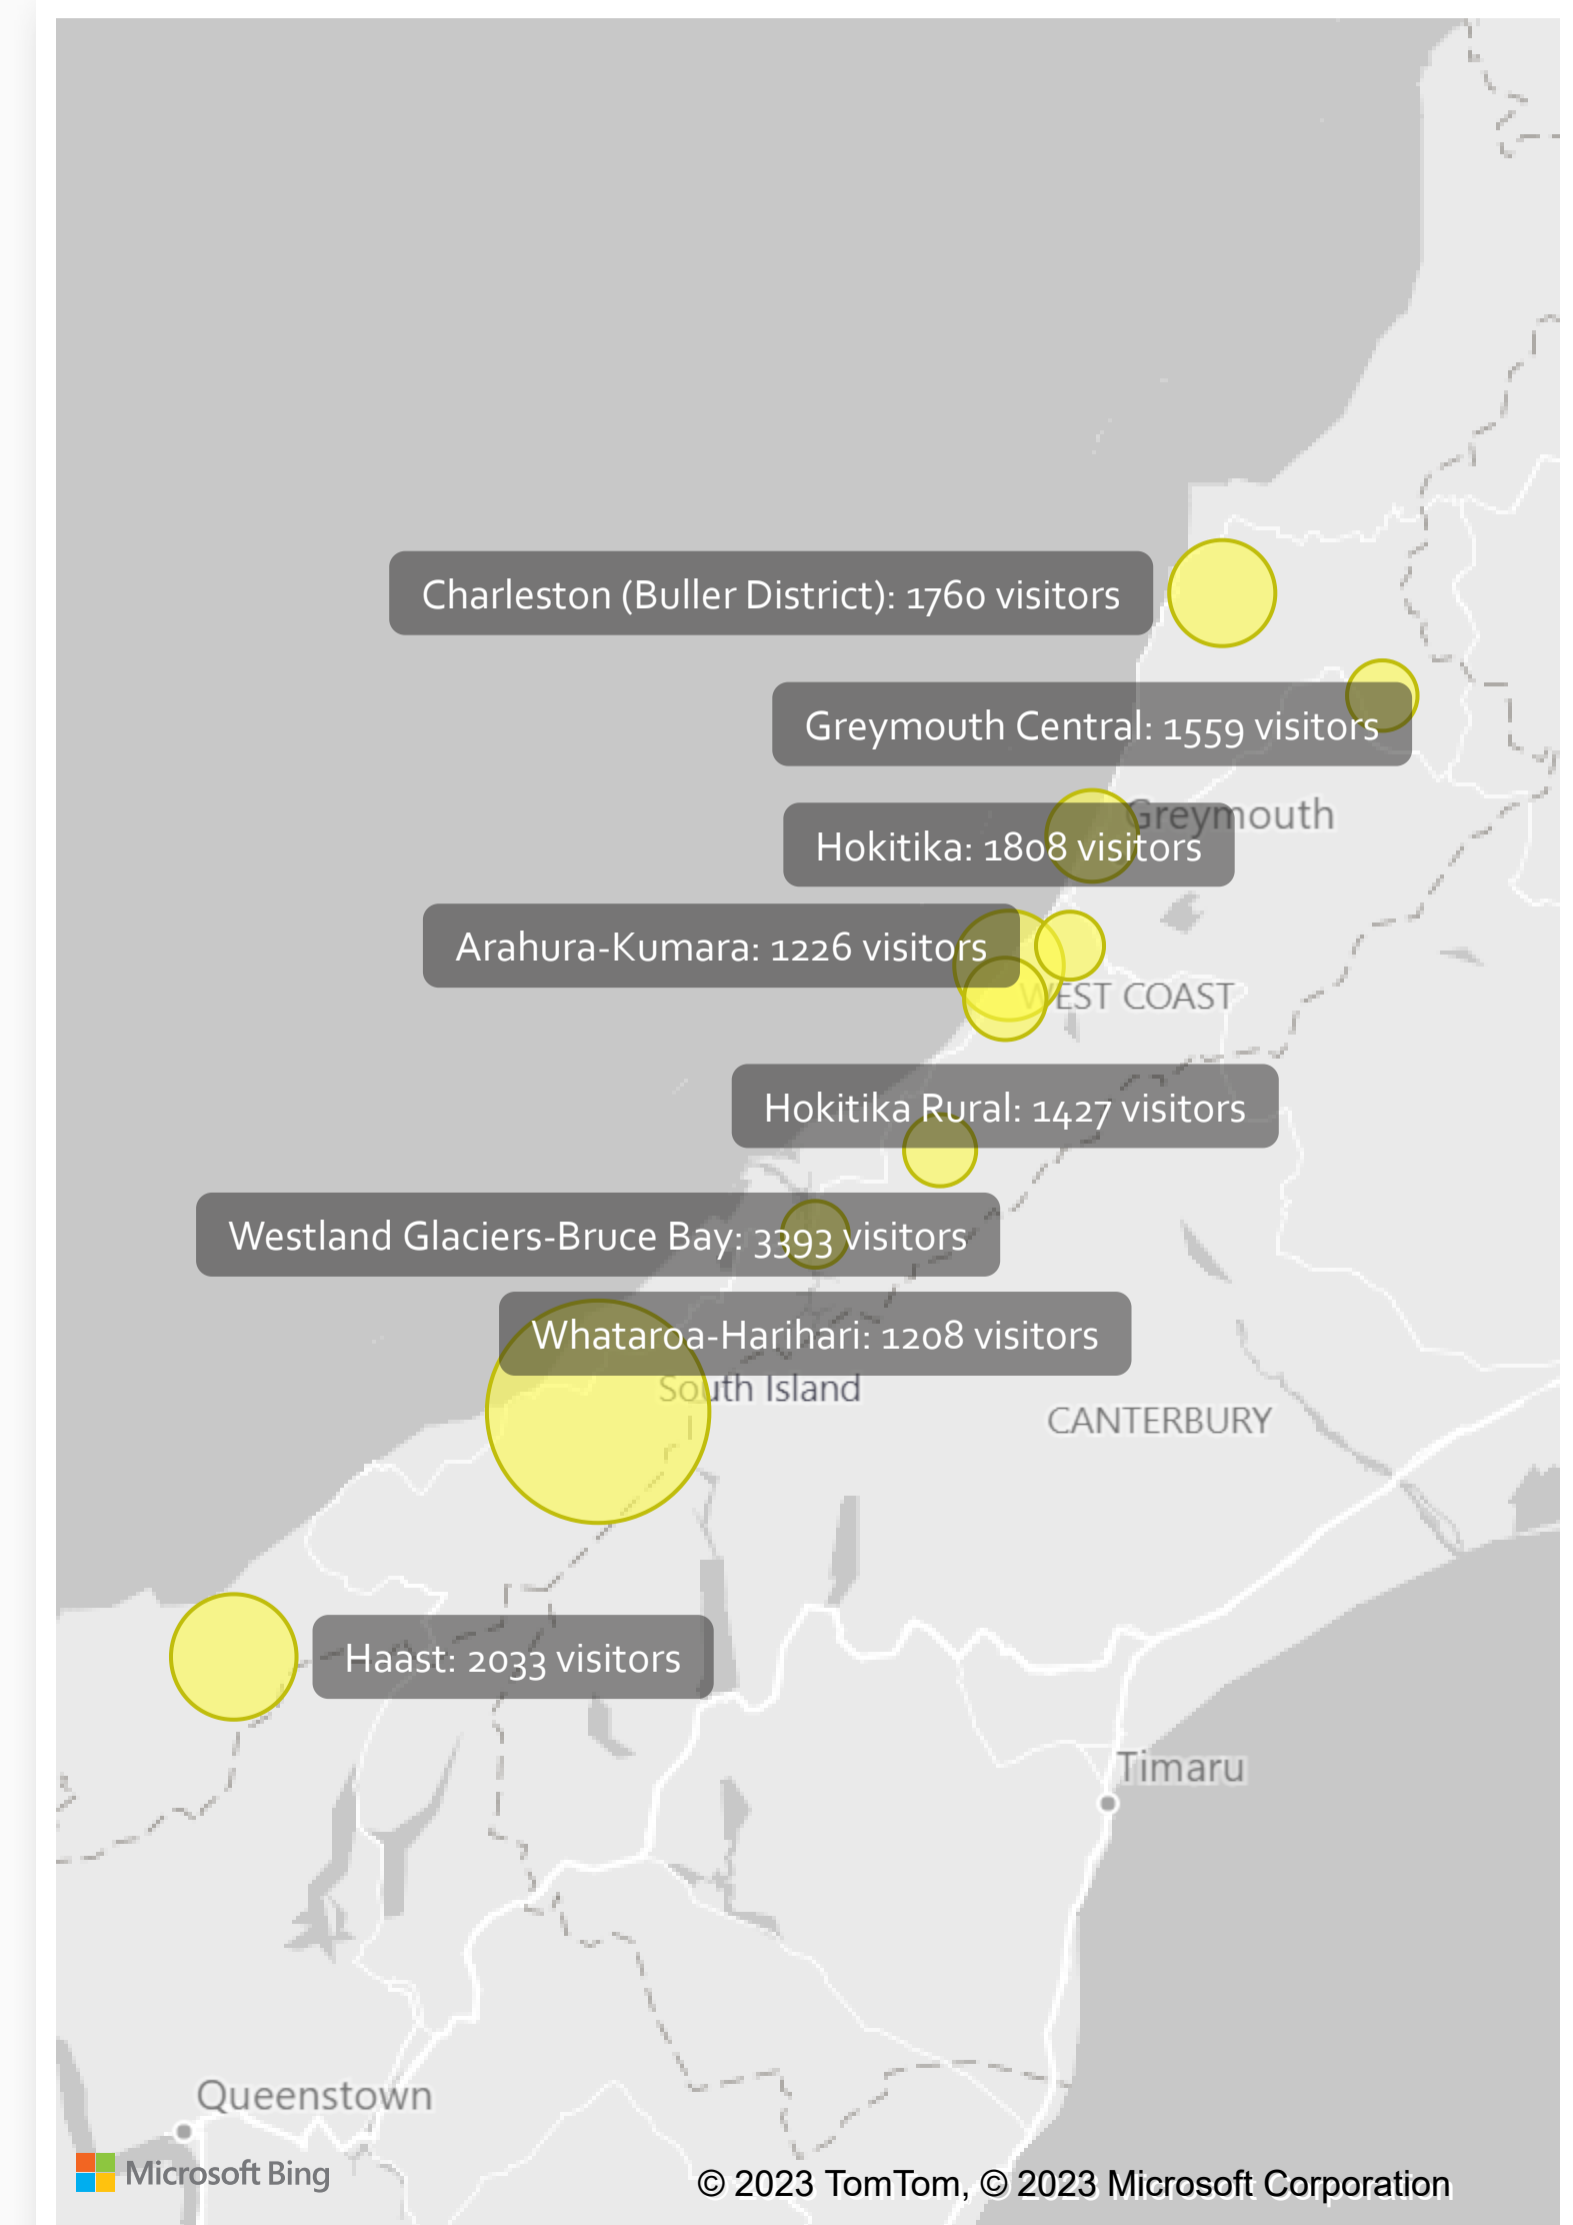 Charleston (Buller District): 1760 visitors
Greymouth Central: 1559 visitors
Greymouth
Hokitika: 1808 visitors
Arahura-Kumara: 1226 visitors
WEST COAST
Hokitika Rural: 1427 visitors
Westland Glaciers-Bruce Bay: 3393 visitors
Whataroa-Harihari: 1208 visitors
South Island
CANTERBURY
Haast: 2033 visitors
Timaru
Queenstown
Microsoft Bing
© 2023 TomTom, © 2023 Microsoft Corporation